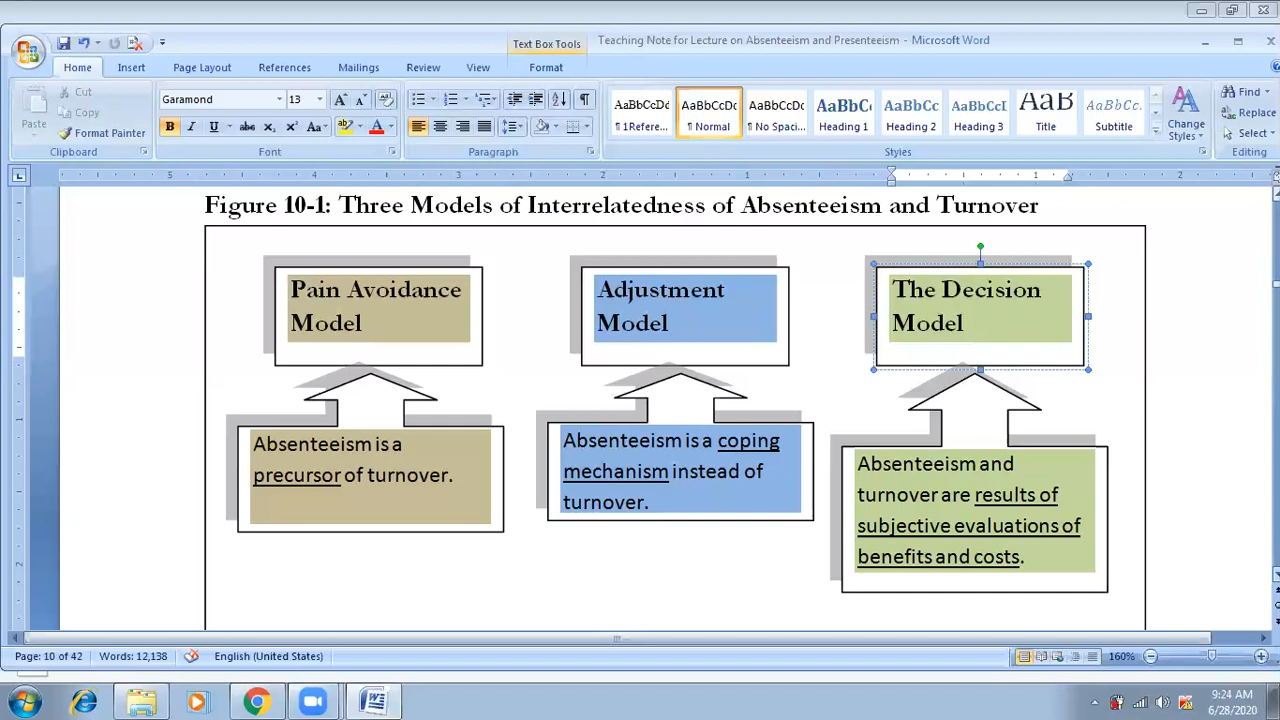 Text Box Tools
Teaching Note for Lecture on Absenteeism and Presenteeism - Microsoft Word
Home
Insert
Page Layout
References
Mailings
Review
View
Format
Paste
Cut
Copy
Format Painter
Clipboard
Garamond
13
Font
Paragraph
AaBbCcDd
¶ 1Refere...
AaBbCcDc
¶ Normal
AaBbCcDc
¶ No Spaci...
AaBbC
Heading 1
AaBbCc
Heading 2
AaBbCcI
Heading 3
AaB
Title
AaBbCc.
Subtitle
Change
Styles
Styles
Find
Replace
Select
Editing
Figure 10-1: Three Models of Interrelatedness of Absenteeism and Turnover
Pain Avoidance
Model
Adjustment
Model
The Decision
Model
Absenteeism is a
precursor of turnover.
Absenteeism is a coping
mechanism instead of
turnover.
Absenteeism and
turnover are results of
subjective evaluations of
benefits and costs.
Page: 10 of 42
Words: 12,138
English (United States)
160%
9:24 AM
6/28/2020